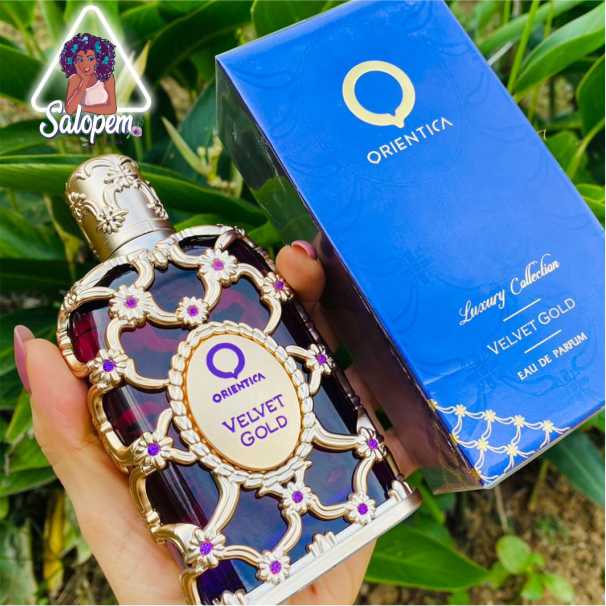 Salopem
ORIENTICA
Luxury Collection
VELVET GOLD
EAU DE PARFUM
ORIENTICA
VELVET
GOLD